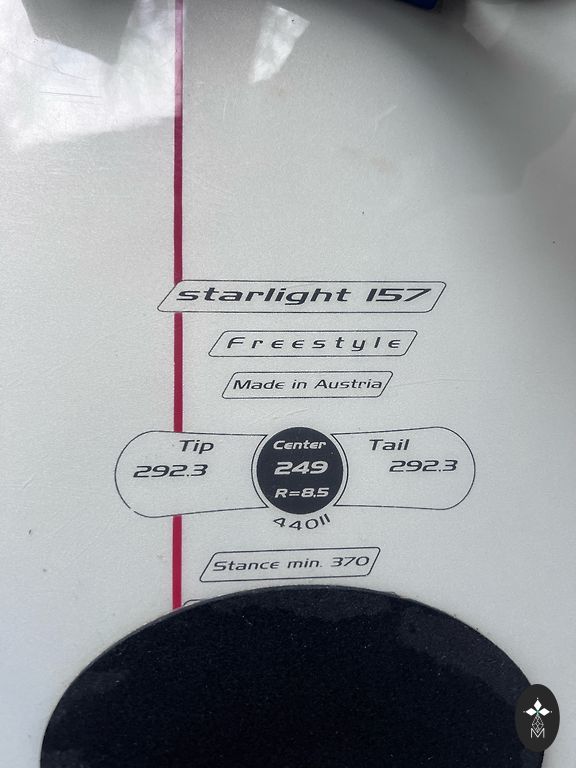 starlight 157
Freestyle
Made in Austria
Tip
292.3
Center
249
R=8.5
Tail
292.3
44011
Stance min. 370
M